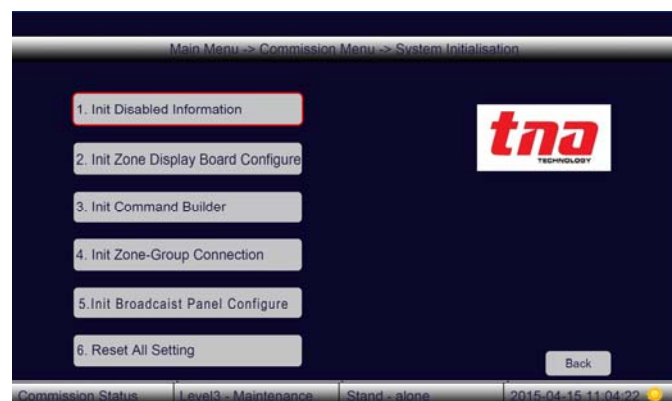 Main Menu -> Commission Menu -> System Initialisation
1. Init Disabled Information
2. Init Zone Display Board Configure
3. Init Command Builder
4. Init Zone-Group Connection
5.Init Broadcaist Panel Configure
6. Reset All Setting
tna
TECHNOLOGY
Back
Commission Status Level3 - Maintenance Stand - alone 2015-04-15 11:04:22